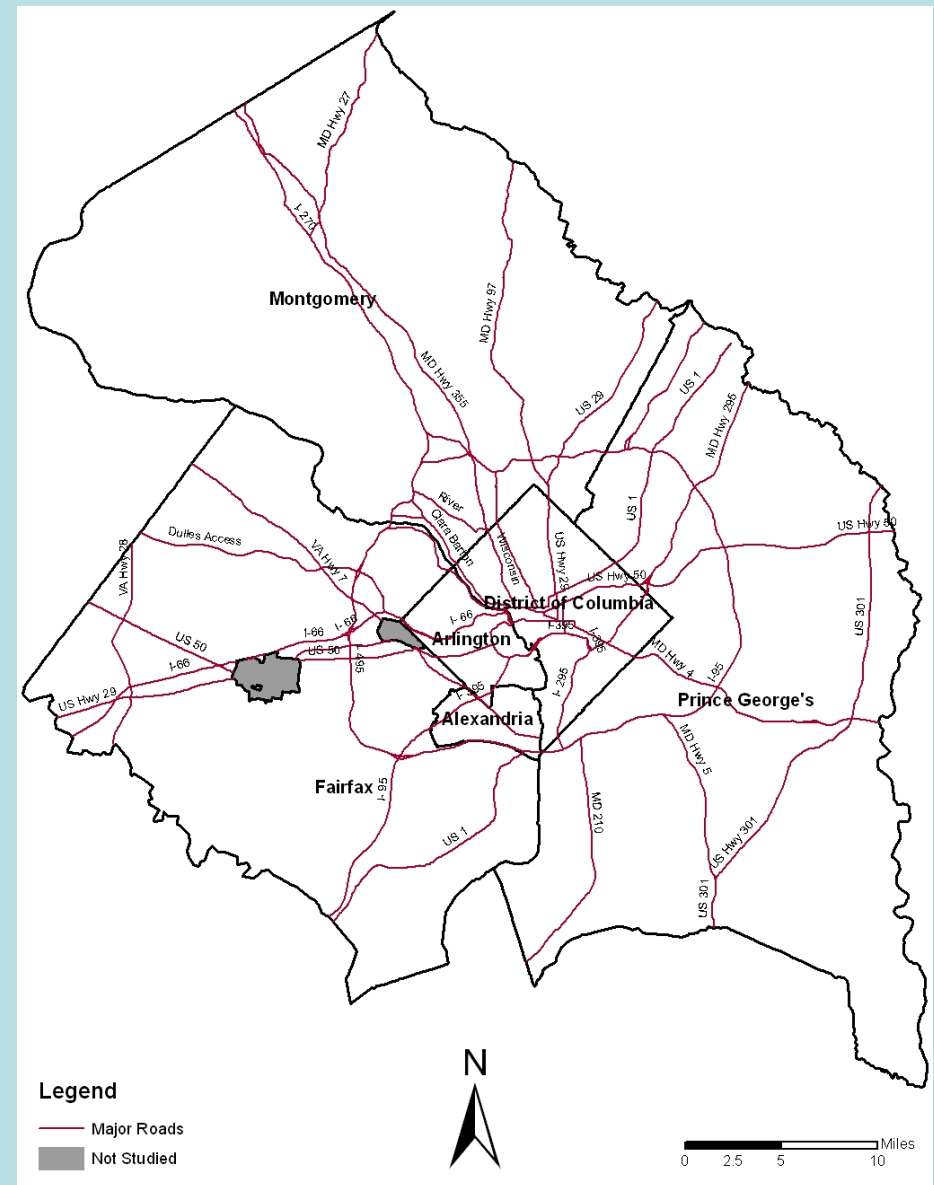 MD Hwy 27
I- 270
Montgomery
MD Hwy 97
MD Hwy 355
US 29
US 1
MD Hwy 295
River
Clara Barton
Wisconsin
US 1
US Hwy 50
VA Hwy 28
Dulles Access
VA Hwy 7
US Hwy 29
US Hwy 50
District of Columbia
US 301
US 50
I-66
I- 66
I- 66
I-395
I-395
Arlington
US 50
I-66
I- 495
MD Hwy 4
I-95
US Hwy 29
I- 295
I- 395
Prince George's
Alexandria
MD Hwy 5
Fairfax
I-95
MD 210
US 1
US Hwy 301
US 301
N
Legend
Major Roads
Not Studied
Miles
0 2.5 5 10